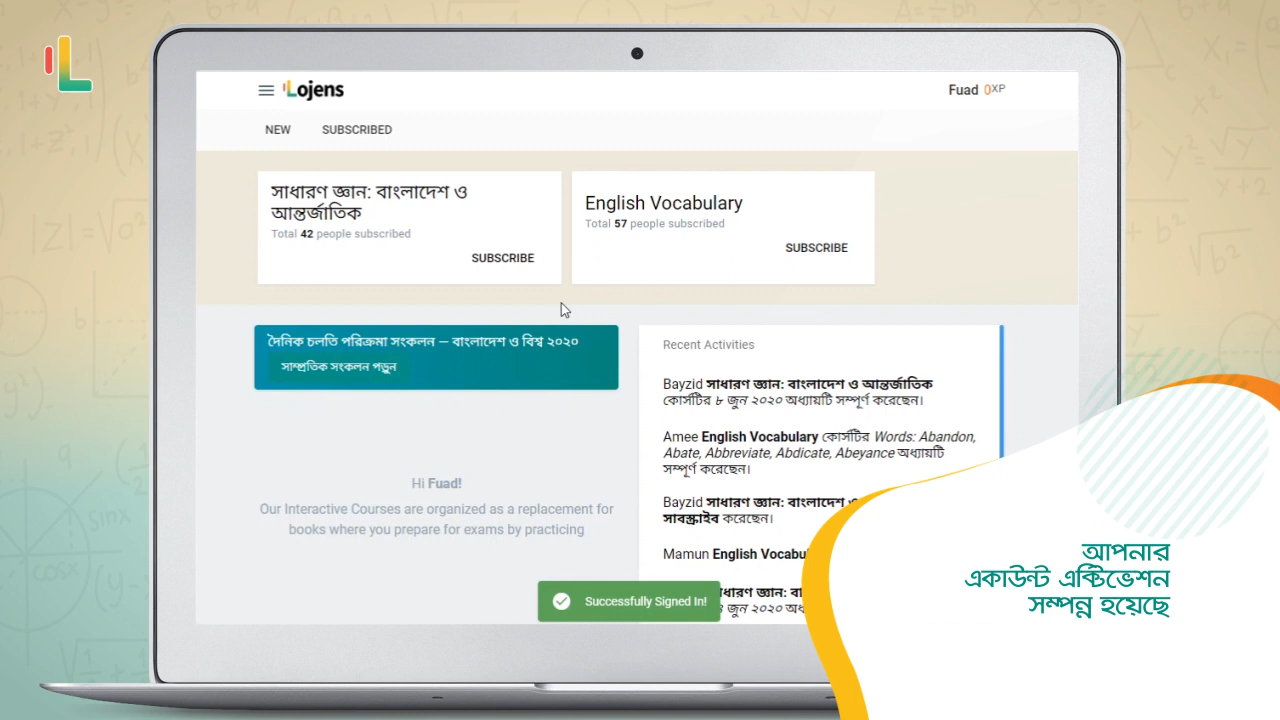 Lojens
Fuad 0XP
NEW SUBSCRIBED
সাধারণ জ্ঞান: বাংলাদেশ ও
আন্তর্জাতিক
Total 42 people subscribed
SUBSCRIBE
English Vocabulary
Total 57 people subscribed
SUBSCRIBE
দৈনিক চলতি পরিক্রমা সংকলন – বাংলাদেশ ও বিশ্ব ২০২০
সাম্প্রতিক সংকলন পড়ুন
Hi Fuad!
Our Interactive Courses are organized as a replacement for
books where you prepare for exams by practicing
Recent Activities
Bayzid সাধারণ জ্ঞান: বাংলাদেশ ও আন্তর্জাতিক
কোর্সটির ৮ জুন ২০২০ অধ্যায়টি সম্পূর্ণ করেছেন।
Amee English Vocabulary কোর্সটির Words: Abandon,
Abate, Abbreviate, Abdicate, Abeyance অধ্যায়টি
সম্পূর্ণ করেছেন।
Bayzid সাধারণ জ্ঞান: বাংলাদেশ ও
সাবস্ক্রাইব করেছেন।
Mamun English
জ্ঞান:
জুন ২০২০
Successfully Signed In!
আপনার
একাউন্ট এক্টিভেশন
সম্পন্ন হয়েছে